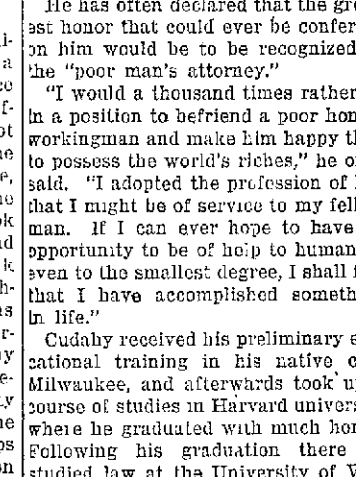 He has often declared that the gre
est honor that could ever be confer
on him would be to be recognized
the "poor man's attorney."
"I would a thousand times rather
in a position to befriend a poor hon
workingman and make him happy th
to possess the world's riches," he o
said. "I adopted the profession of l
that I might be of service to my fell
man. If I can ever hope to have
opportunity to be of help to human
even to the smallest degree, I shall f
that I have accomplished someth
in life."
Cudahy received his preliminary e
cational training in his native c
Milwaukee, and afterwards took u
course of studies in Harvard univers
where he graduated with much hon
Following his graduation there
studied law at the University of